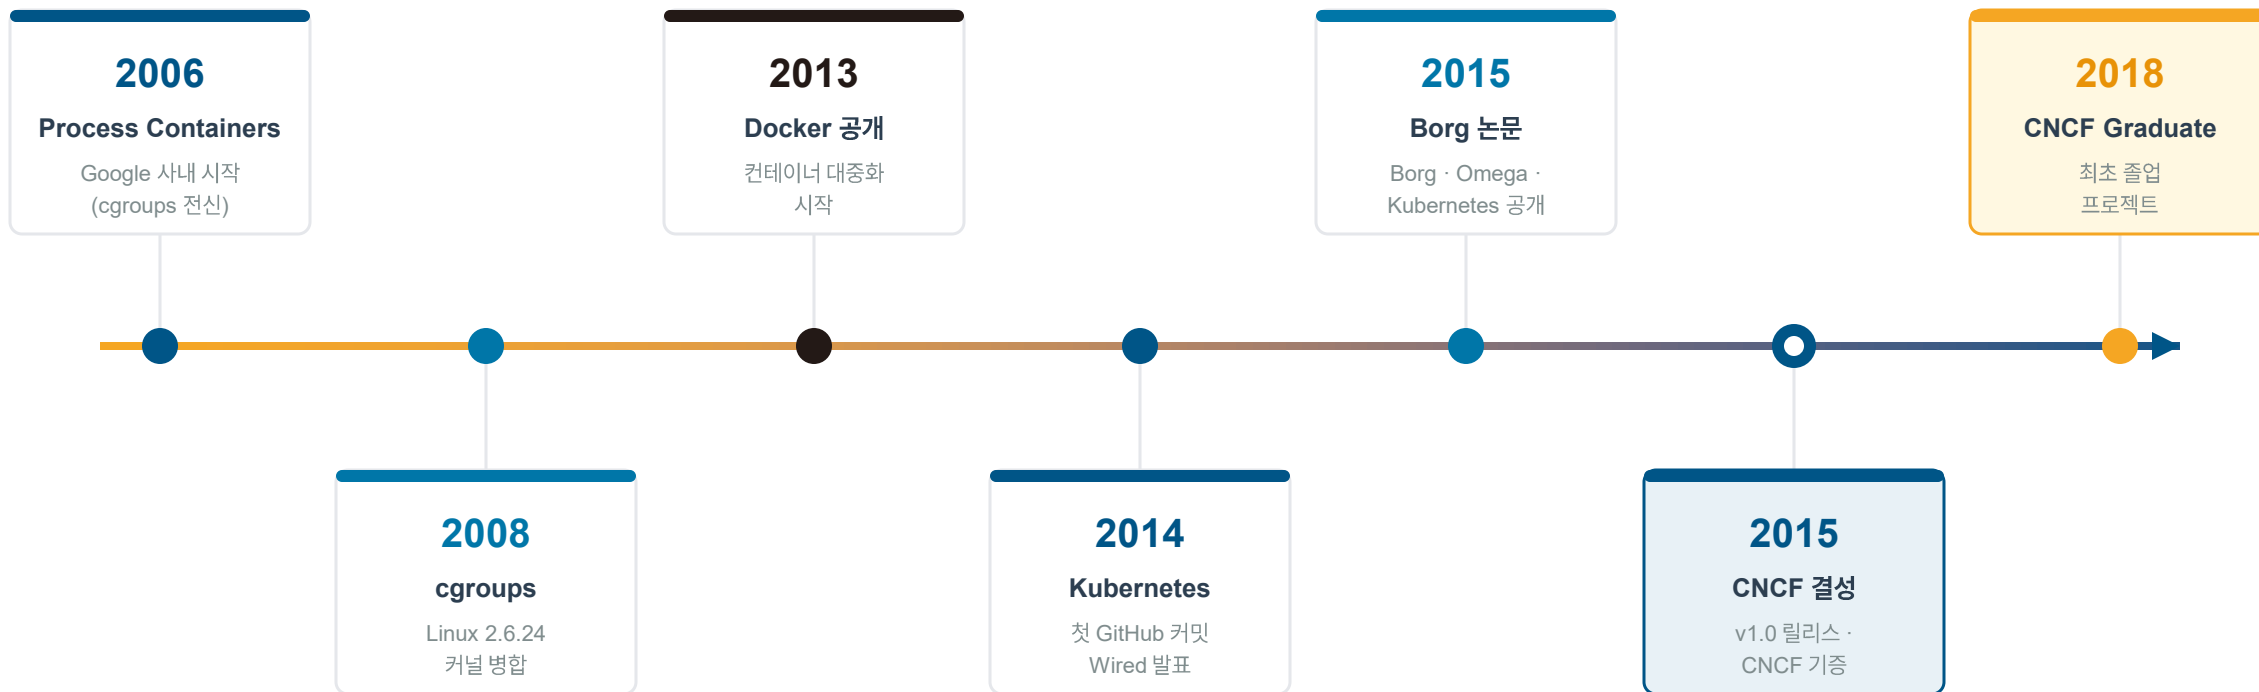 2006
Process Containers
Google 사내 시작
(cgroups 전신)
2008
cgroups
Linux 2.6.24
커널 병합
2013
Docker 공개
컨테이너 대중화
시작
2014
Kubernetes
첫 GitHub 커밋
Wired 발표
2015
Borg 논문
Borg · Omega ·
Kubernetes 공개
2015
CNCF 결성
v1.0 릴리스 ·
CNCF 기증
2018
CNCF Graduate
최초 졸업
프로젝트